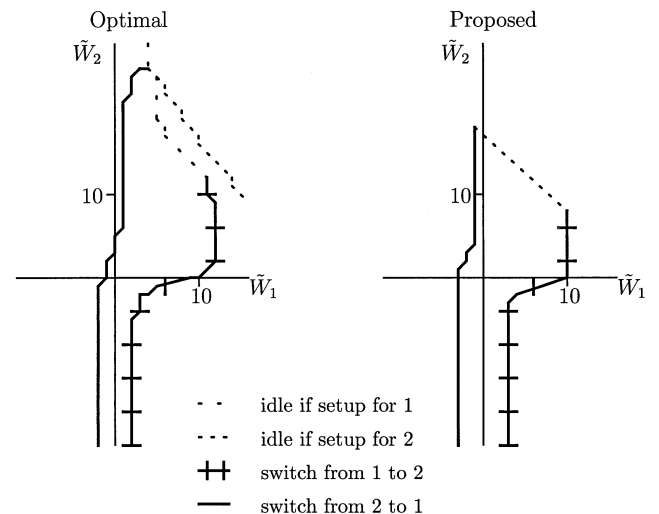 Optimal
Proposed
W̃₂
W̃₂
10
10
10
W̃₁
10
W̃₁
idle if setup for 1
idle if setup for 2
switch from 1 to 2
switch from 2 to 1